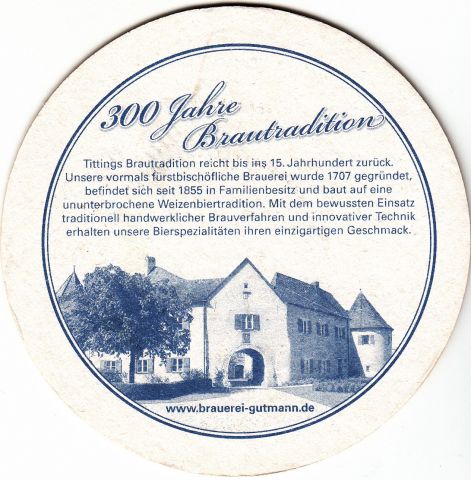 300 Jahre
Brautradition
Tittings Brautradition reicht bis ins 15. Jahrhundert zurück.
Unsere vormals fürstbischöfliche Brauerei wurde 1707 gegründet,
befindet sich seit 1855 in Familienbesitz und baut auf eine
ununterbrochene Weizenbiertradition. Mit dem bewussten Einsatz
traditionell handwerklicher Brauverfahren und innovativer Technik
erhalten unsere Bierspezialitäten ihren einzigartigen Geschmack.
www.brauerei-gutmann.de